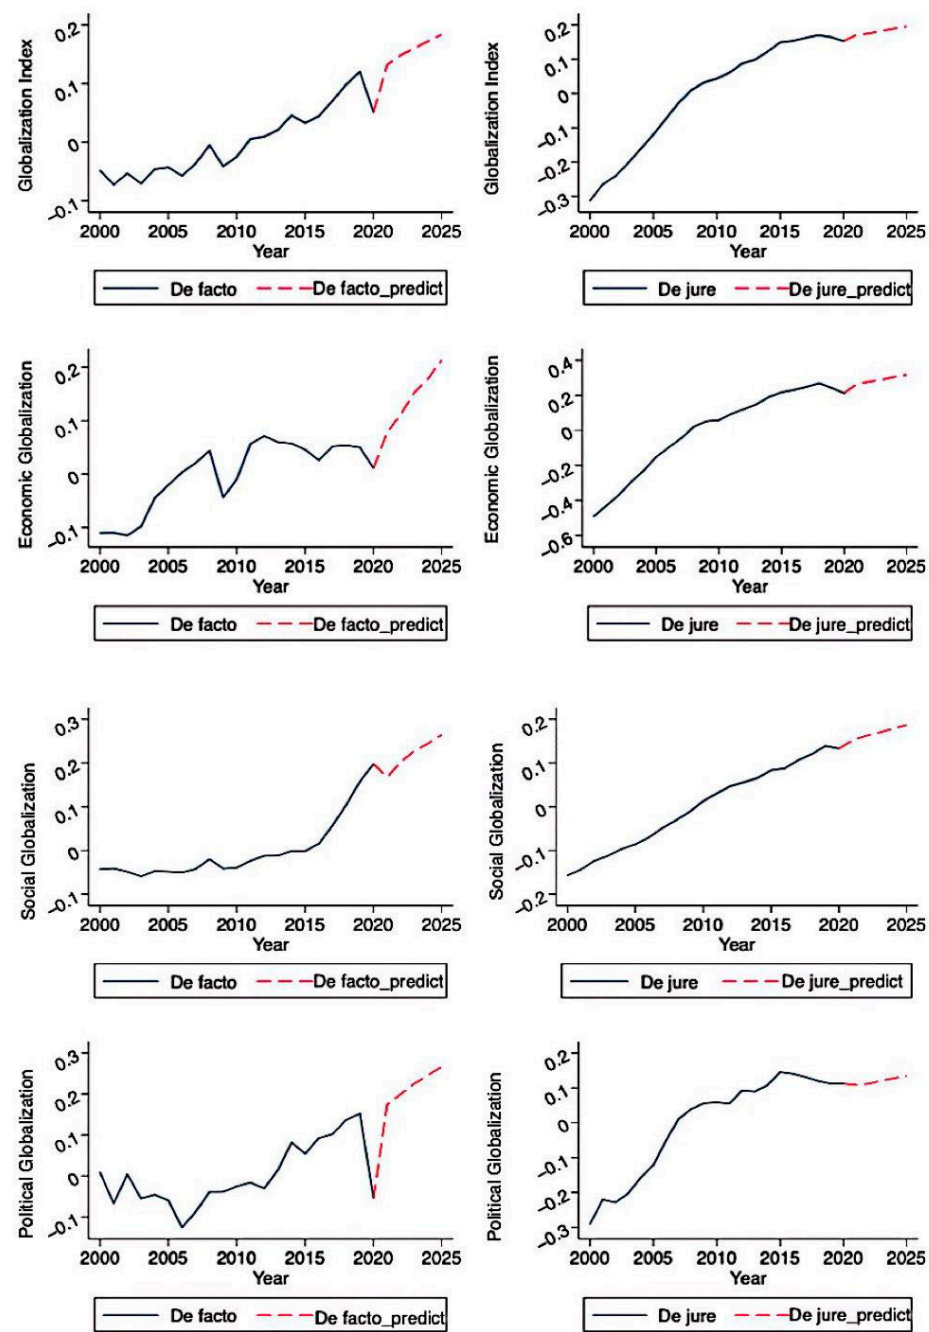 Globalization Index
0.2
0.1
0
−0.1
2000 2005 2010 2015 2020 2025
Year
De facto De facto_predict
Globalization Index
0.2
0.1
0
−0.1
−0.2
−0.3
2000 2005 2010 2015 2020 2025
Year
De jure De jure_predict
Economic Globalization
0.2
0.1
0
−0.1
2000 2005 2010 2015 2020 2025
Year
De facto De facto_predict
Economic Globalization
0.4
0.2
0
−0.2
−0.4
−0.6
2000 2005 2010 2015 2020 2025
Year
De jure De jure_predict
Social Globalization
0.3
0.2
0.1
0
−0.1
2000 2005 2010 2015 2020 2025
Year
De facto De facto_predict
Social Globalization
0.2
0.1
0
−0.1
−0.2
2000 2005 2010 2015 2020 2025
Year
De jure De jure_predict
Political Globalization
0.3
0.2
0.1
0
−0.1
2000 2005 2010 2015 2020 2025
Year
De facto De facto_predict
Political Globalization
0.2
0.1
0
−0.1
−0.2
−0.3
2000 2005 2010 2015 2020 2025
Year
De jure De jure_predict